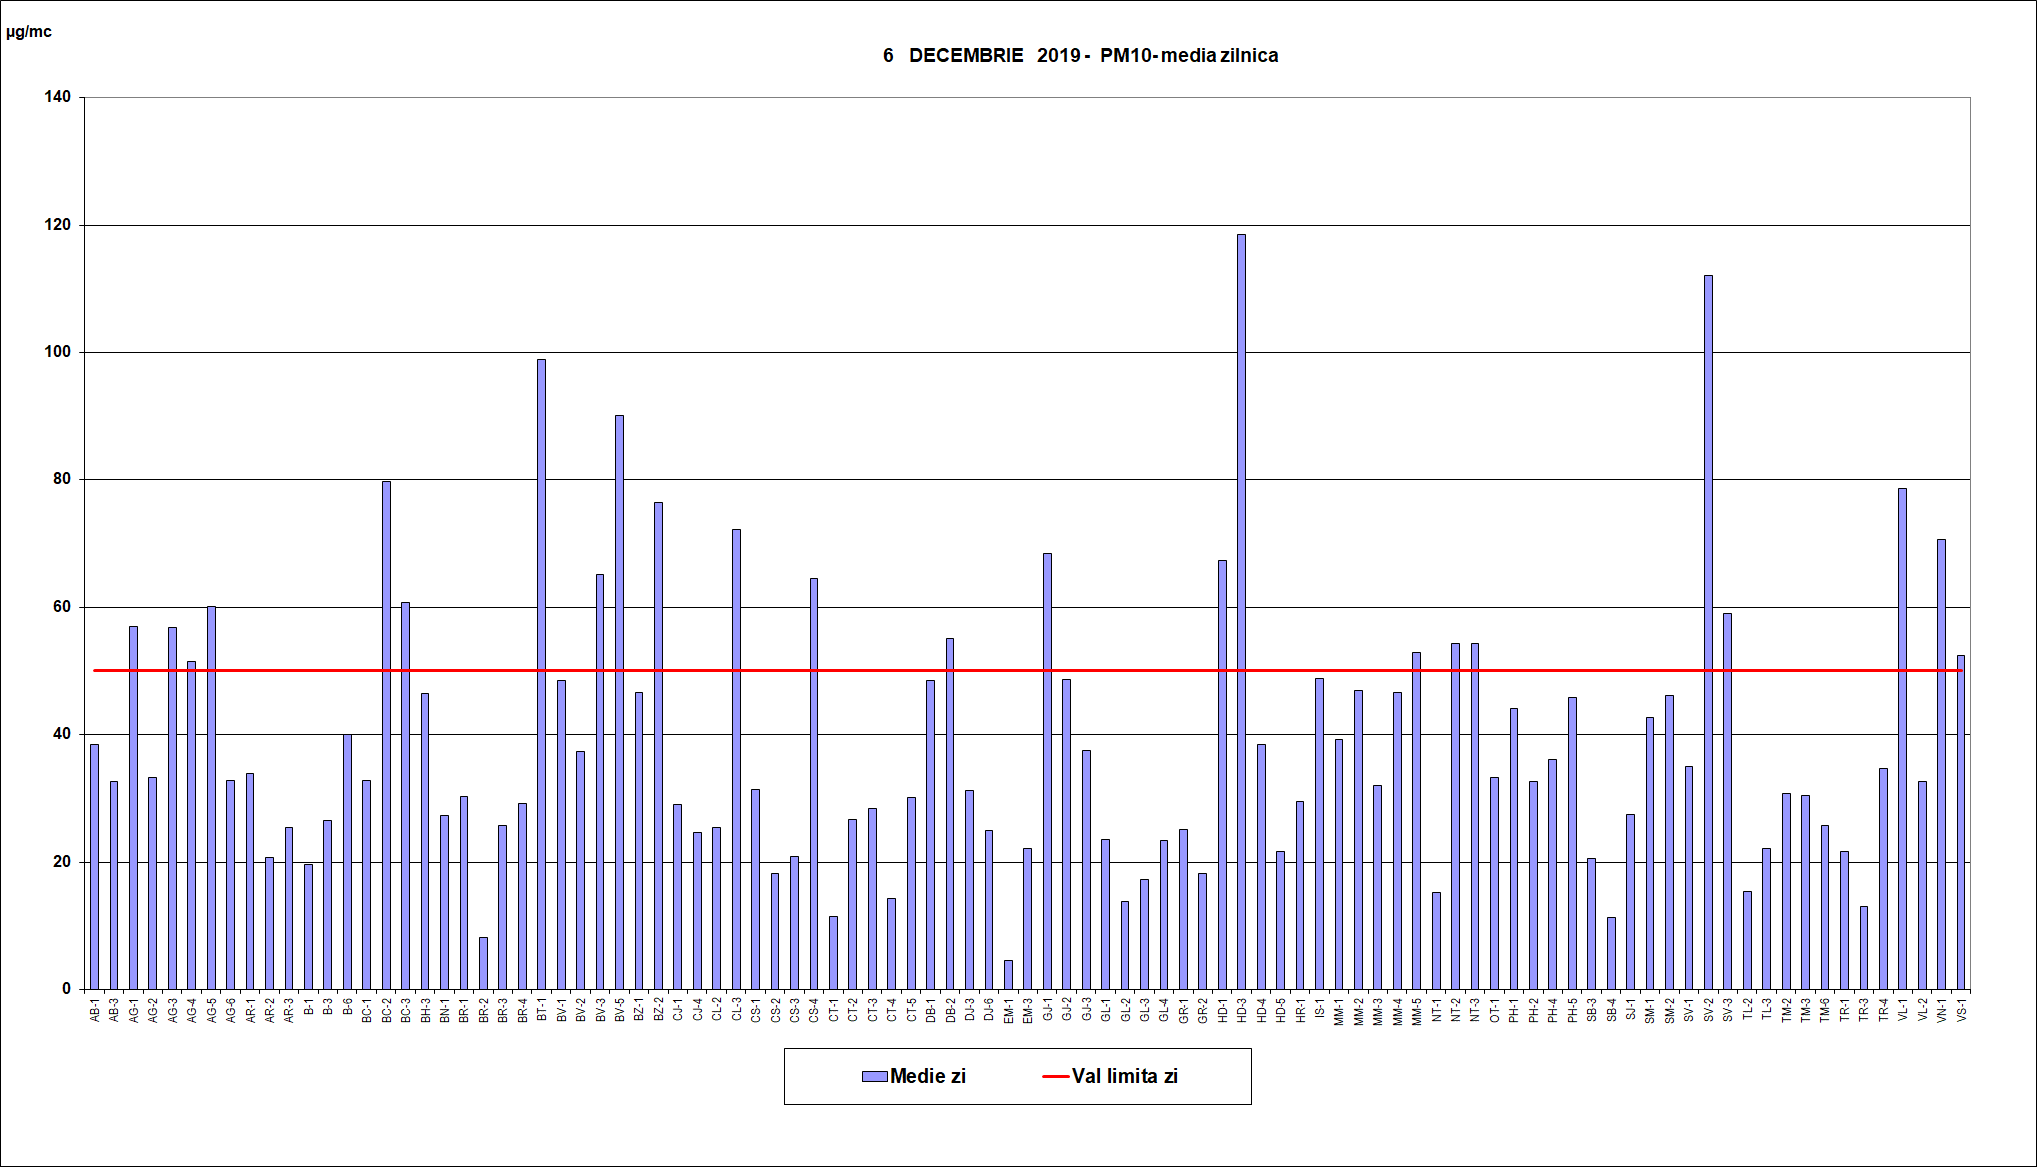 µg/mc
6 DECEMBRIE 2019 - PM10- media zilnica
140
120
100
80
60
40
20
0
AB-1 AB-3 AG-1 AG-2 AG-3 AG-4 AG-5 AG-6 AR-1 AR-2 AR-3 B-1 B-3 B-6 BC-1 BC-2 BC-3 BH-3 BN-1 BR-1 BR-2 BR-3 BR-4 BT-1 BV-1 BV-2 BV-3 BV-5 BZ-1 BZ-2 CJ-1 CJ-4 CL-2 CL-3 CS-1 CS-2 CS-3 CS-4 CT-1 CT-2 CT-3 CT-4 CT-5 DB-1 DB-2 DJ-3 DJ-6 EM-1 EM-3 GJ-1 GJ-2 GJ-3 GL-1 GL-2 GL-3 GL-4 GR-1 GR-2 HD-1 HD-3 HD-4 HD-5 HR-1 IS-1 MM-1 MM-2 MM-3 MM-4 MM-5 NT-1 NT-2 NT-3 OT-1 PH-1 PH-2 PH-4 PH-5 SB-3 SB-4 SJ-1 SM-1 SM-2 SV-1 SV-2 SV-3 TL-2 TL-3 TM-2 TM-3 TM-6 TR-1 TR-3 TR-4 VL-1 VL-2 VN-1 VS-1
Medie zi Val limita zi